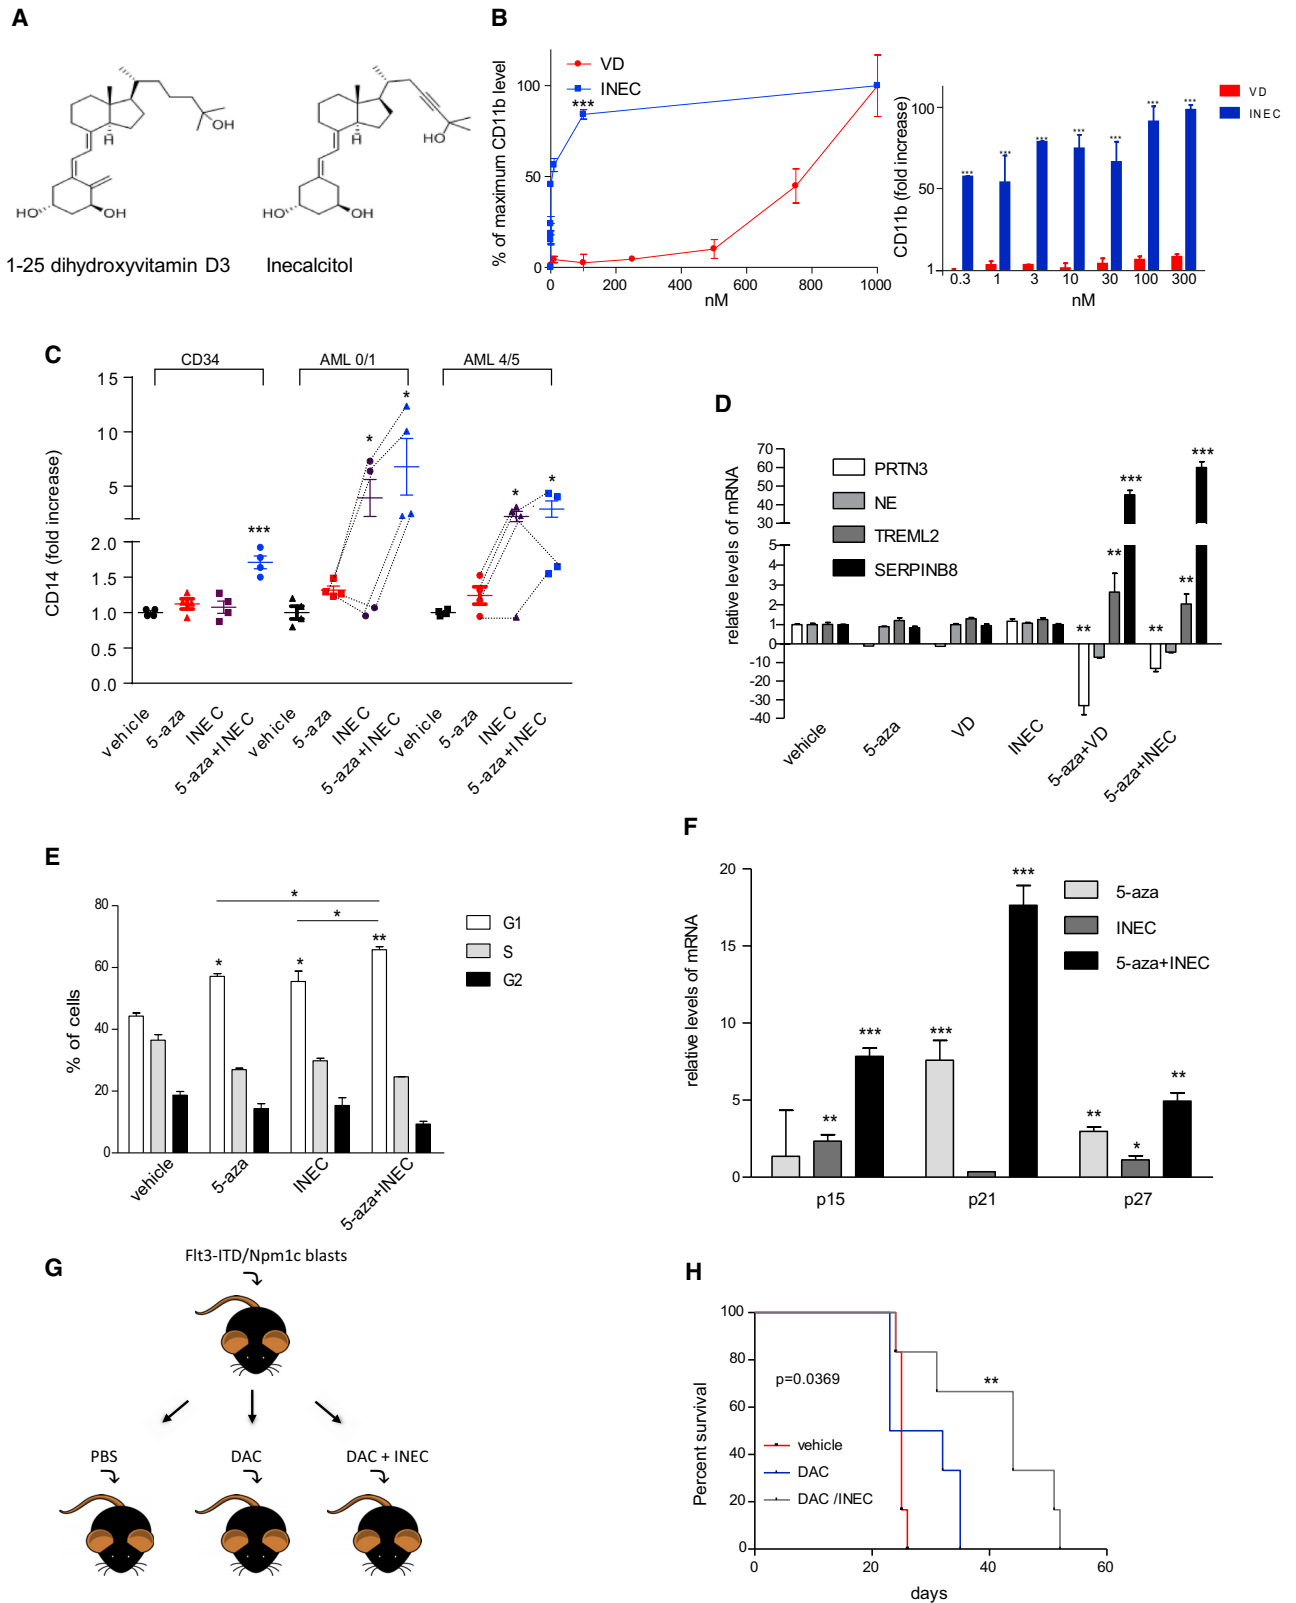 A
OH
HO
OH
1-25 dihydroxyvitamin D3
HO
HO
OH
Inecalcitol
B
% of maximum CD11b level
100
50
0
VD
INEC
***
0 200 400 600 800 1000
nM
CD11b (fold increase)
100
50
1
*** *** *** *** *** *** ***
0.3 1 3 10 30 100 300
nM
VD
INEC
C
CD34 AML 0/1 AML 4/5
CD14 (fold increase)
15
10
5
2.0
1.5
1.0
0.5
0.0
*** * * * *
vehicle 5-aza INEC 5-aza+INEC vehicle 5-aza INEC 5-aza+INEC vehicle 5-aza INEC 5-aza+INEC
D
relative levels of mRNA
70
60
50
40
30
5
4
3
2
1
0
-10
-20
-30
-40
PRTN3
NE
TREML2
SERPINB8
** ** *** ** ** ***
vehicle 5-aza VD INEC 5-aza+VD 5-aza+INEC
E
% of cells
80
60
40
20
0
*
*
* * **
G1
S
G2
vehicle 5-aza INEC 5-aza+INEC
F
relative levels of mRNA
20
15
10
5
0
** *** *** *** ** * **
5-aza
INEC
5-aza+INEC
p15 p21 p27
G
Flt3-ITD/Npm1c blasts
PBS DAC DAC + INEC
H
Percent survival
100
80
60
40
20
0
p=0.0369
**
vehicle
DAC
DAC /INEC
0 20 40 60
days